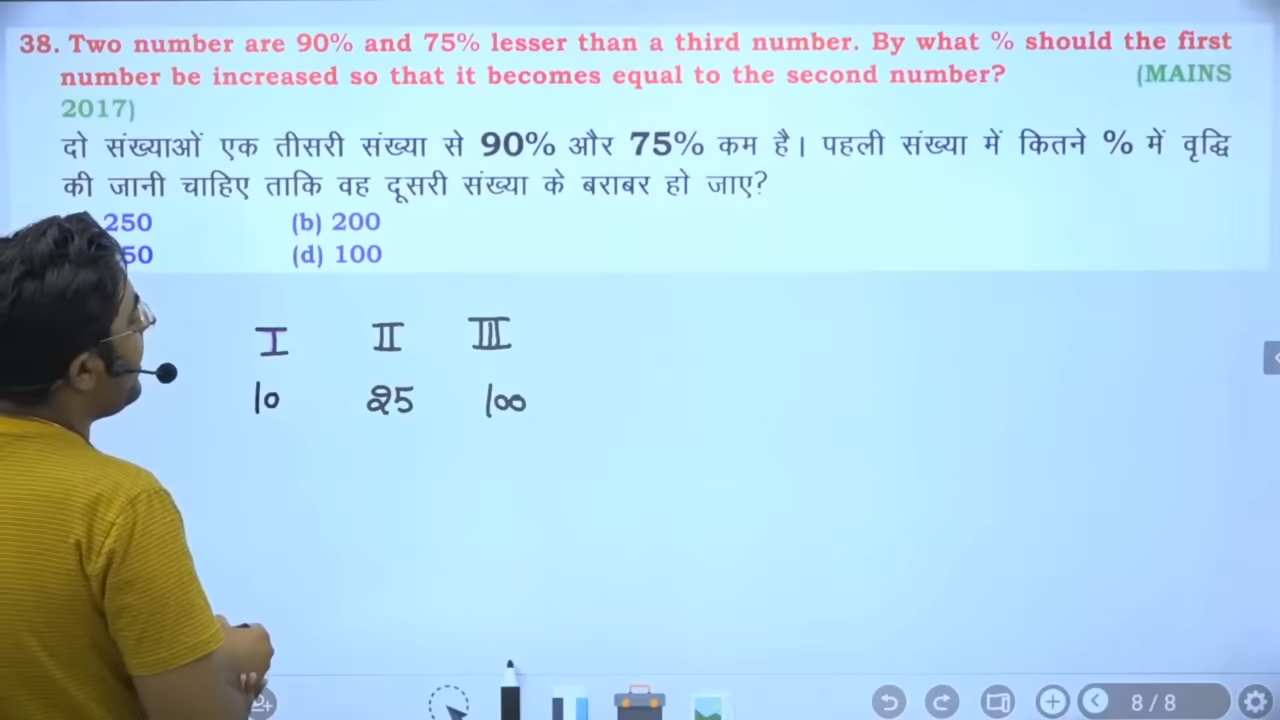 38. Two number are 90% and 75% lesser than a third number. By what % should the first
number be increased so that it becomes equal to the second number? (MAINS
2017)
दो संख्याओं एक तीसरी संख्या से 90% और 75% कम है। पहली संख्या में कितने % में वृद्धि
की जानी चाहिए ताकि वह दूसरी संख्या के बराबर हो जाए?
250 (b) 200
50 (d) 100
I II III
10 25 100
8 / 8